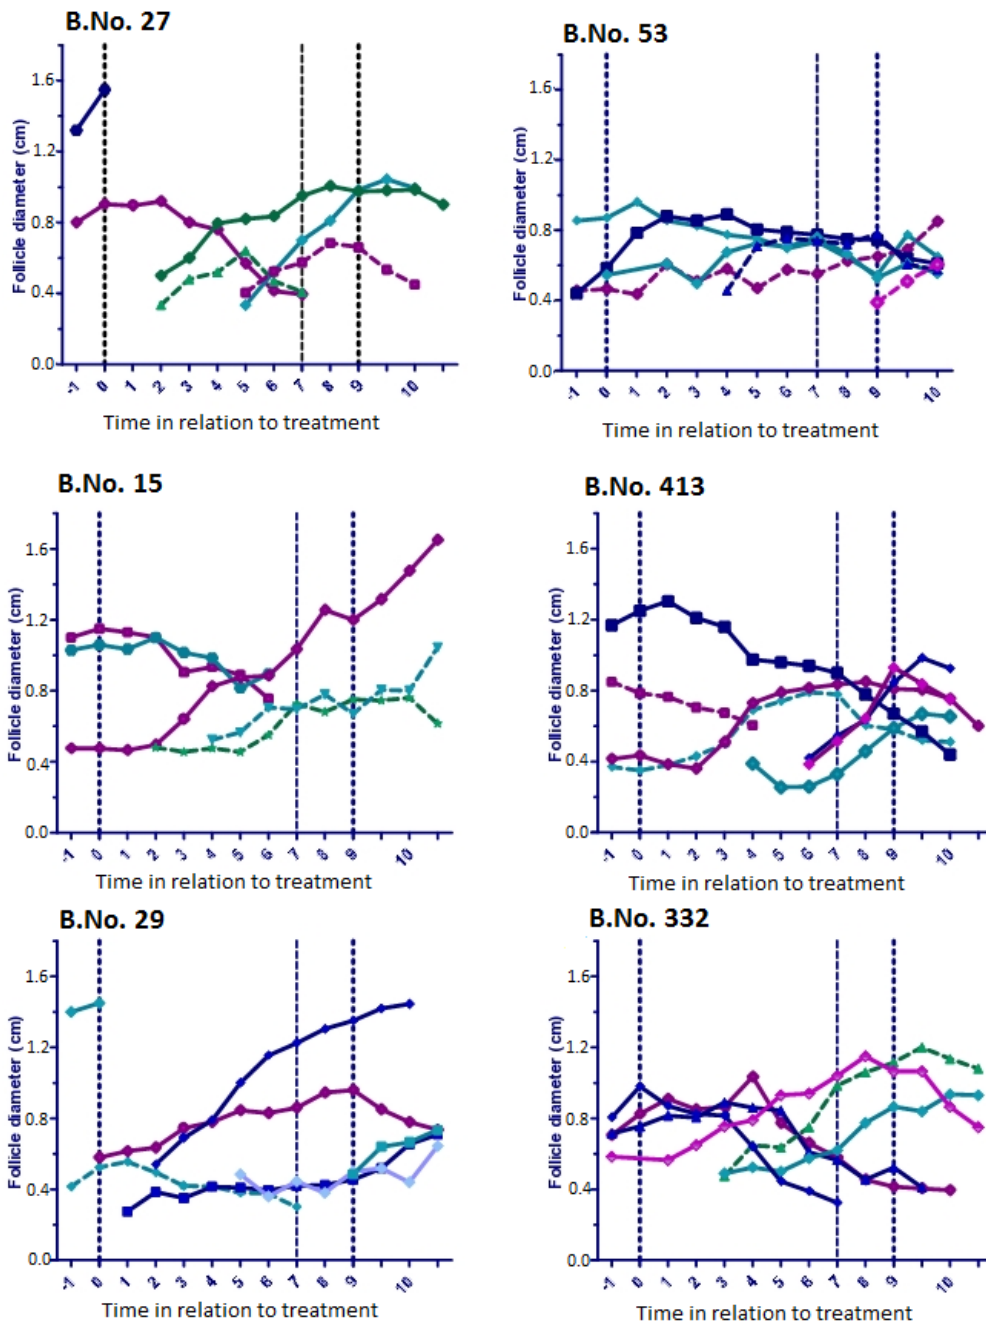 B.No. 27
Follicle diameter (cm)
1.6
1.2
0.8
0.4
0.0
-1 0 1 2 3 4 5 6 7 8 9 10
Time in relation to treatment
B.No. 53
Follicle diameter (cm)
1.6
1.2
0.8
0.4
0.0
-1 0 1 2 3 4 5 6 7 8 9 10
Time in relation to treatment
B.No. 15
Follicle diameter (cm)
1.6
1.2
0.8
0.4
0.0
-1 0 1 2 3 4 5 6 7 8 9 10
Time in relation to treatment
B.No. 413
Follicle diameter (cm)
1.6
1.2
0.8
0.4
0.0
-1 0 1 2 3 4 5 6 7 8 9 10
Time in relation to treatment
B.No. 29
Follicle diameter (cm)
1.6
1.2
0.8
0.4
0.0
-1 0 1 2 3 4 5 6 7 8 9 10
Time in relation to treatment
B.No. 332
Follicle diameter (cm)
1.6
1.2
0.8
0.4
0.0
-1 0 1 2 3 4 5 6 7 8 9 10
Time in relation to treatment